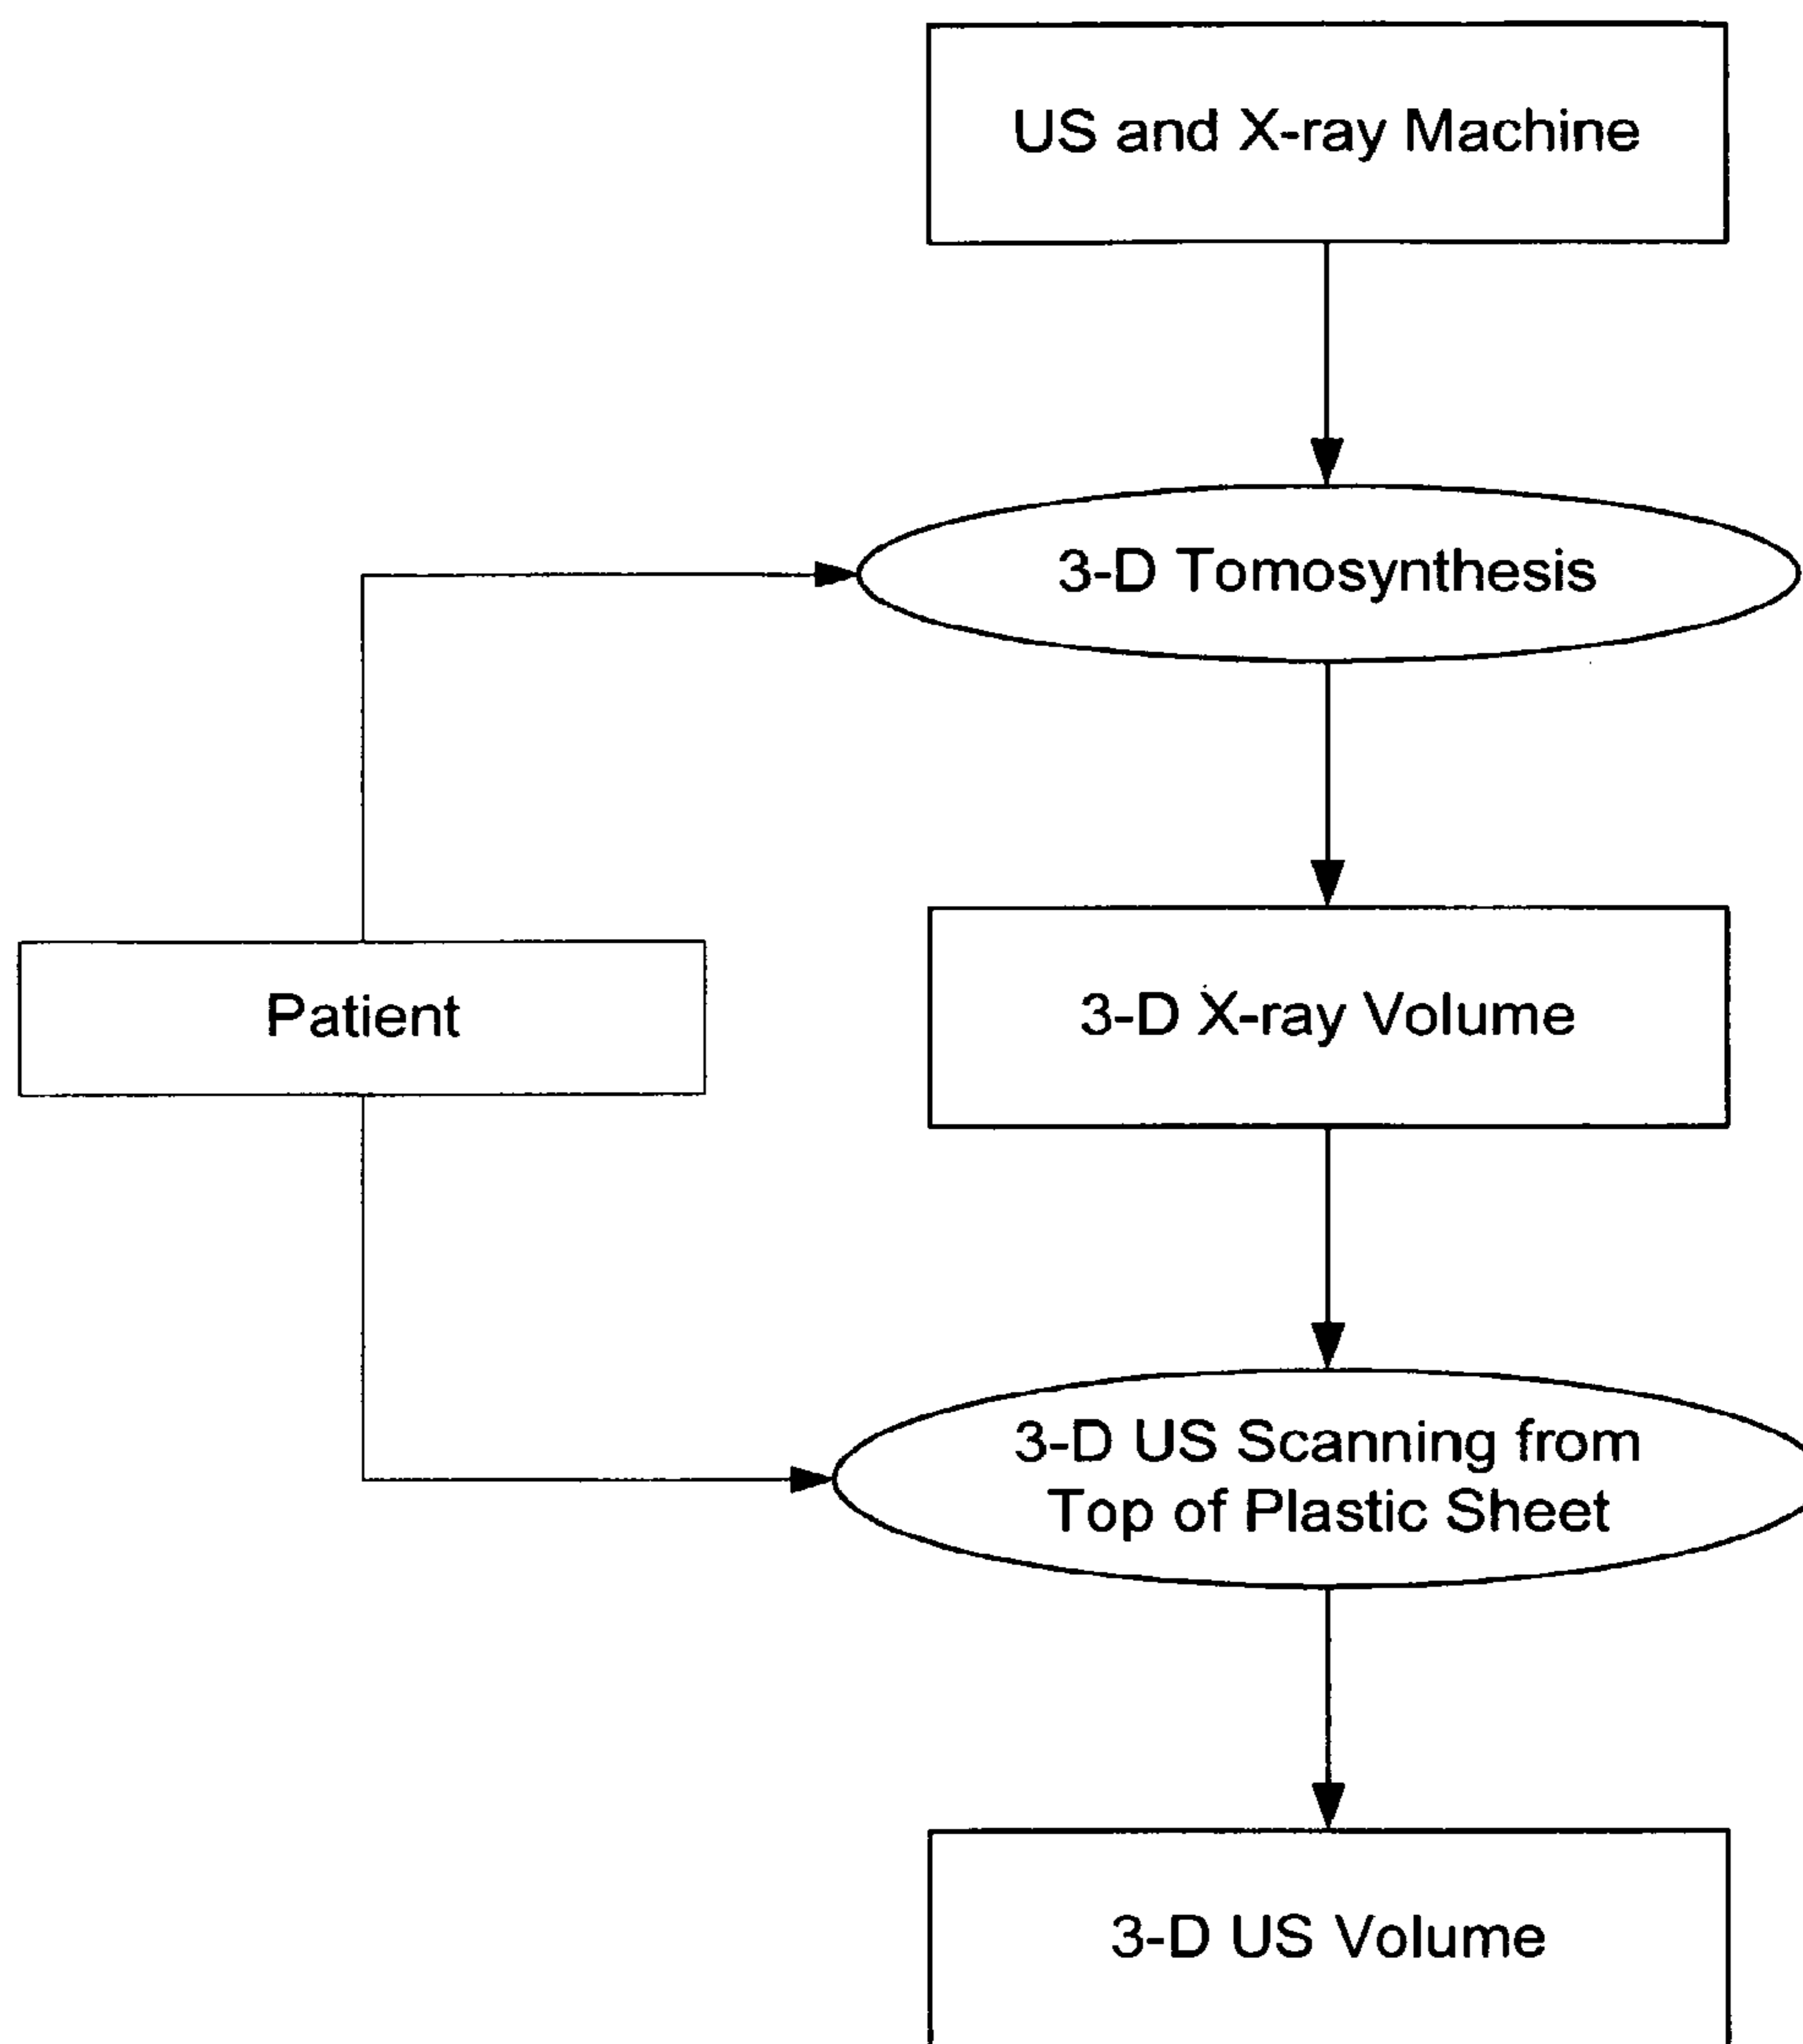 US and X-ray Machine
3-D Tomosynthesis
Patient
3-D X-ray Volume
3-D US Scanning from
Top of Plastic Sheet
3-D US Volume